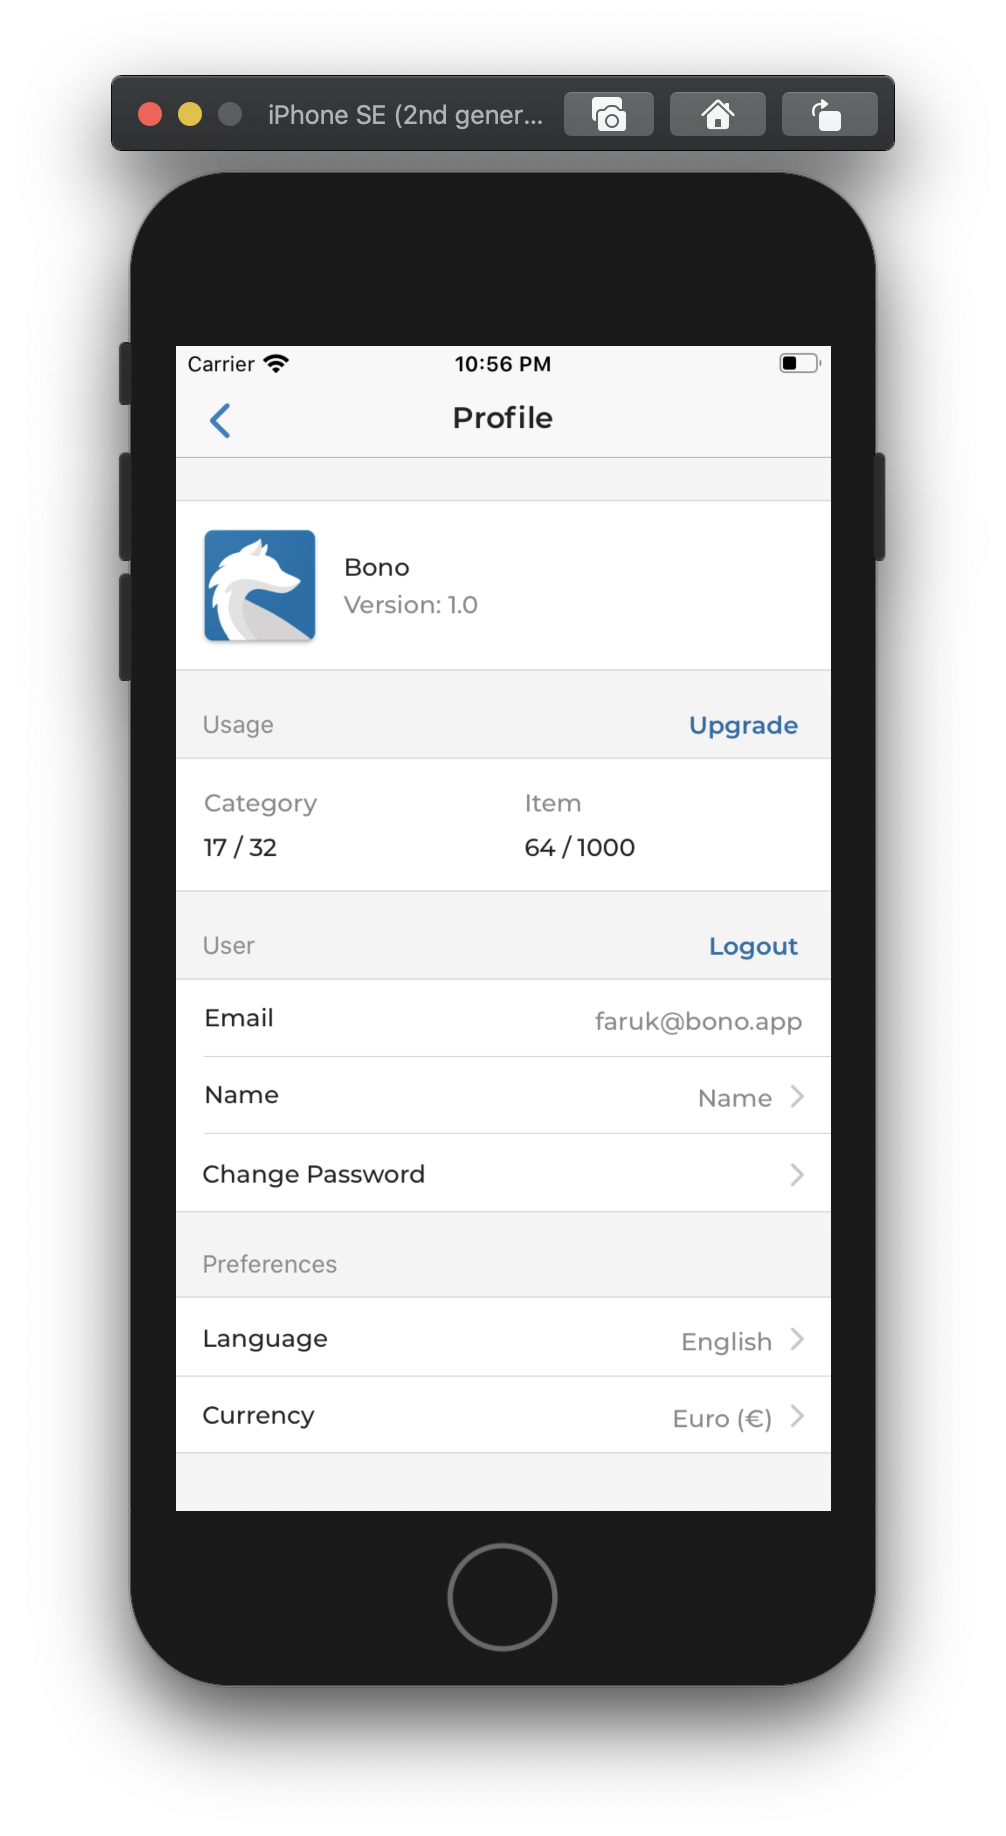 iPhone SE (2nd gener...
Carrier 10:56 PM
Profile
Bono
Version: 1.0
Usage Upgrade
Category Item
17 / 32 64 / 1000
User Logout
Email faruk@bono.app
Name Name
Change Password
Preferences
Language English
Currency Euro (€)